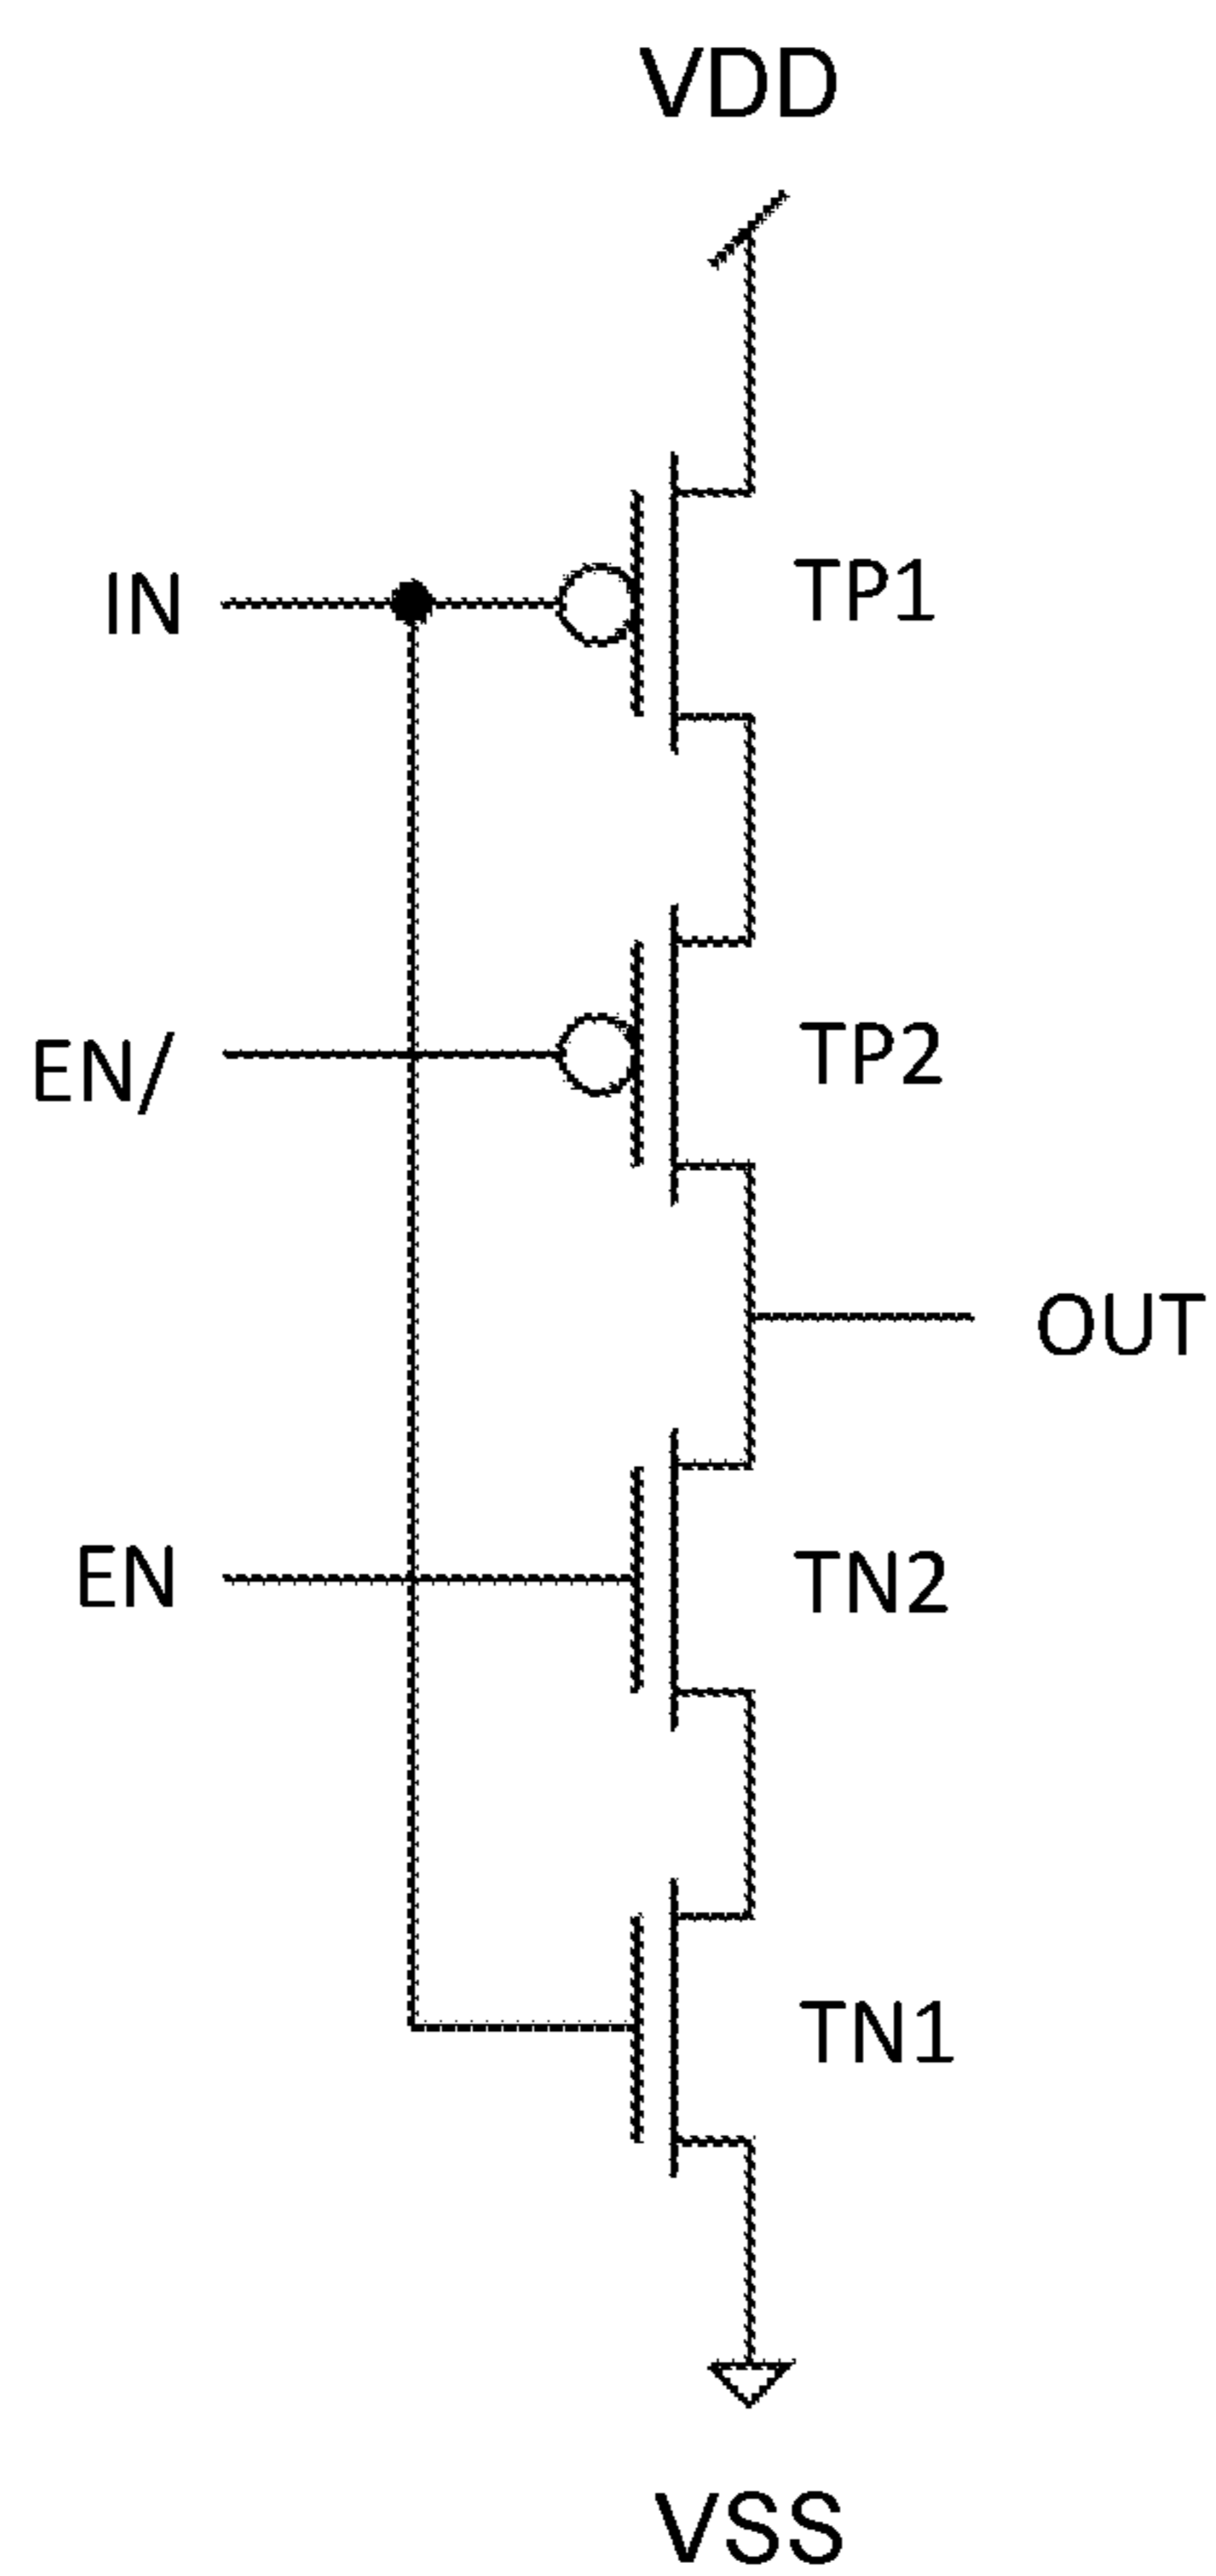 VDD
IN
TP1
EN/
TP2
OUT
EN
TN2
TN1
VSS